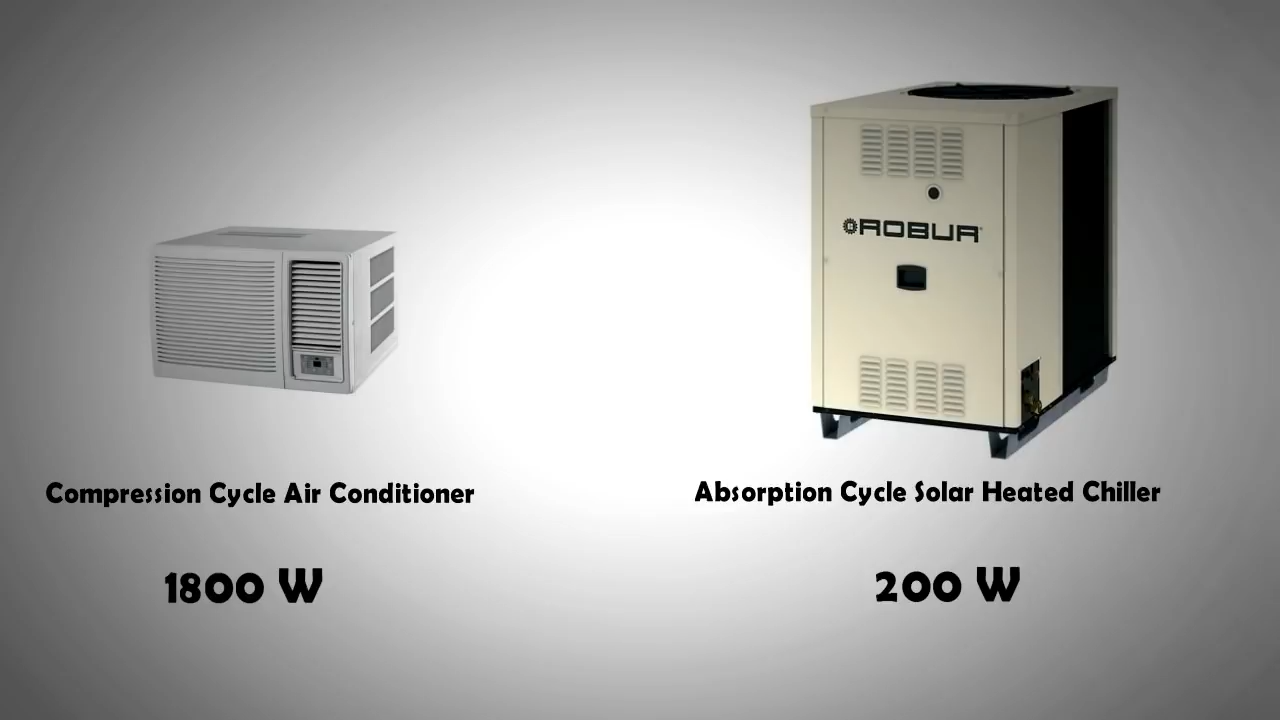 ROBUR
Compression Cycle Air Conditioner
Absorption Cycle Solar Heated Chiller
1800 W
200 W